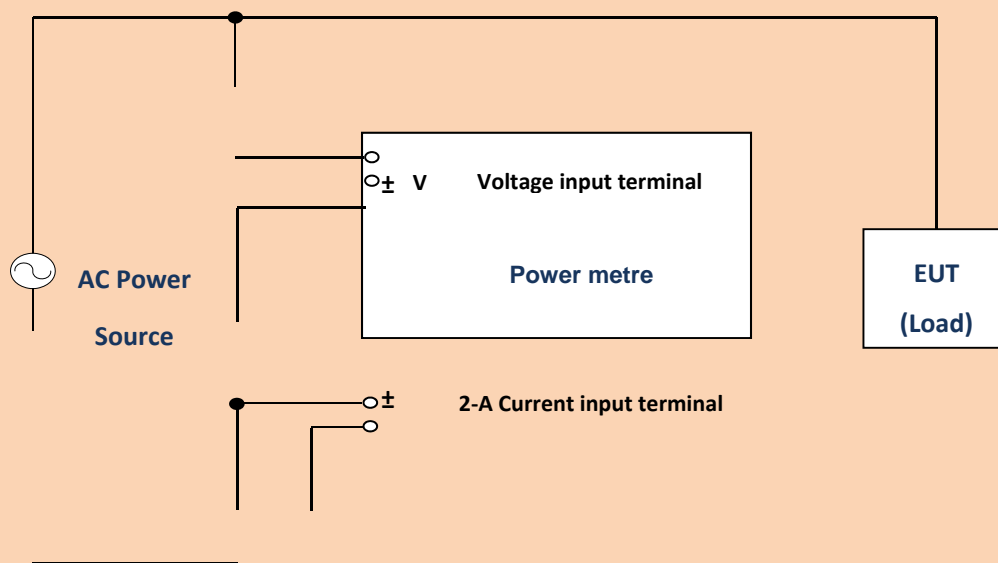 ± V Voltage input terminal
Power metre
AC Power
Source
EUT
(Load)
± 2-A Current input terminal